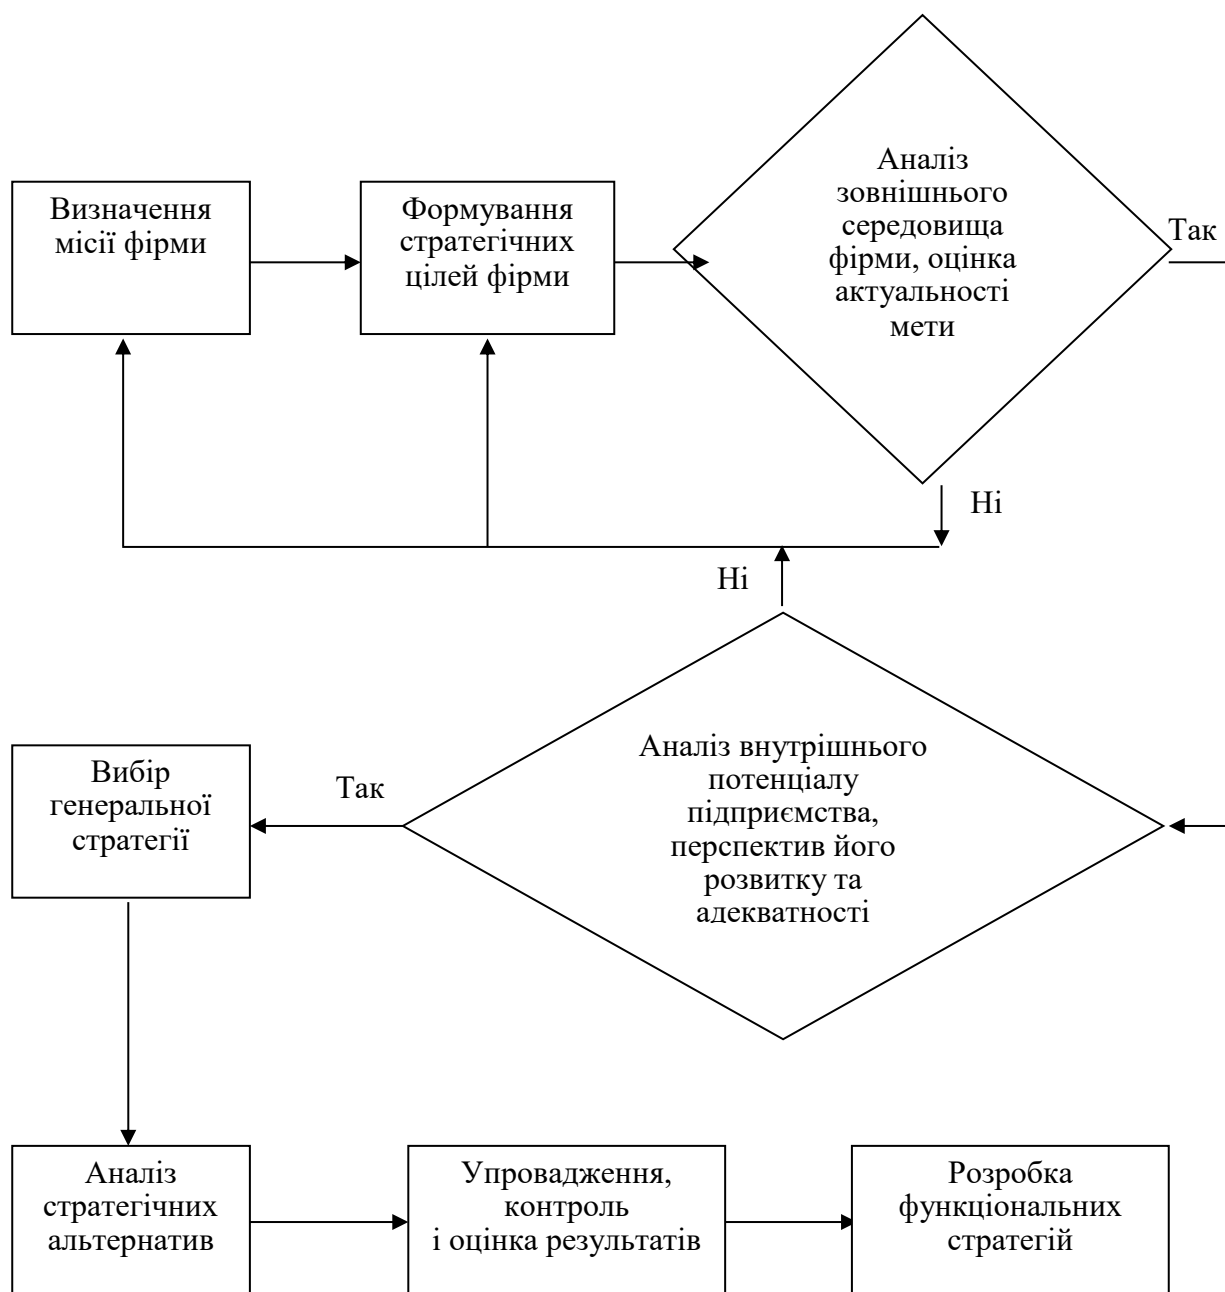 Визначення
місії фірми
Формування
стратегічних
цілей фірми
Аналіз
зовнішнього
середовища
фірми, оцінка
актуальності
мети
Так
Ні
Ні
Аналіз внутрішнього
потенціалу
підприємства,
перспектив його
розвитку та
адекватності
Так
Вибір
генеральної
стратегії
Аналіз
стратегічних
альтернатив
Упровадження,
контроль
і оцінка результатів
Розробка
функціональних
стратегій